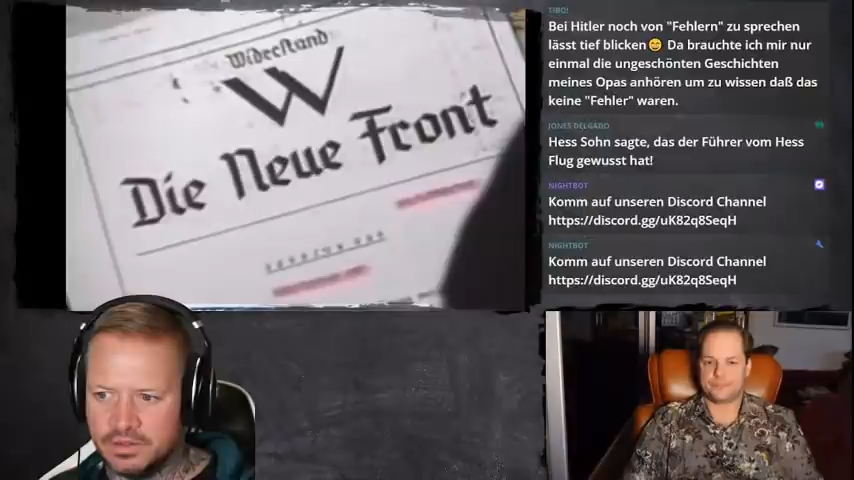 Widerstand
W
Die Neue Front
TIBO!
Bei Hitler noch von "Fehlern" zu sprechen
lässt tief blicken😄 Da brauchte ich mir nur
einmal die ungeschönten Geschichten
meines Opas anhören um zu wissen daß das
keine "Fehler" waren.
JONES DELGADO
Hess Sohn sagte, das der Führer vom Hess
Flug gewusst hat!
NIGHTBOT
Komm auf unseren Discord Channel
https://discord.gg/uK82q8SeqH
NIGHTBOT
Komm auf unseren Discord Channel
https://discord.gg/uK82q8SeqH